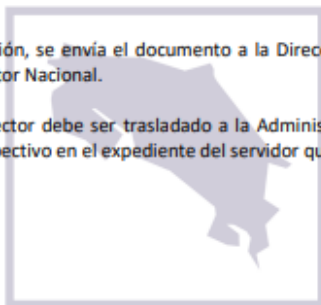 ión, se envía el documento a la Direc
tor Nacional.
ector debe ser trasladado a la Adminis
pectivo en el expediente del servidor qu